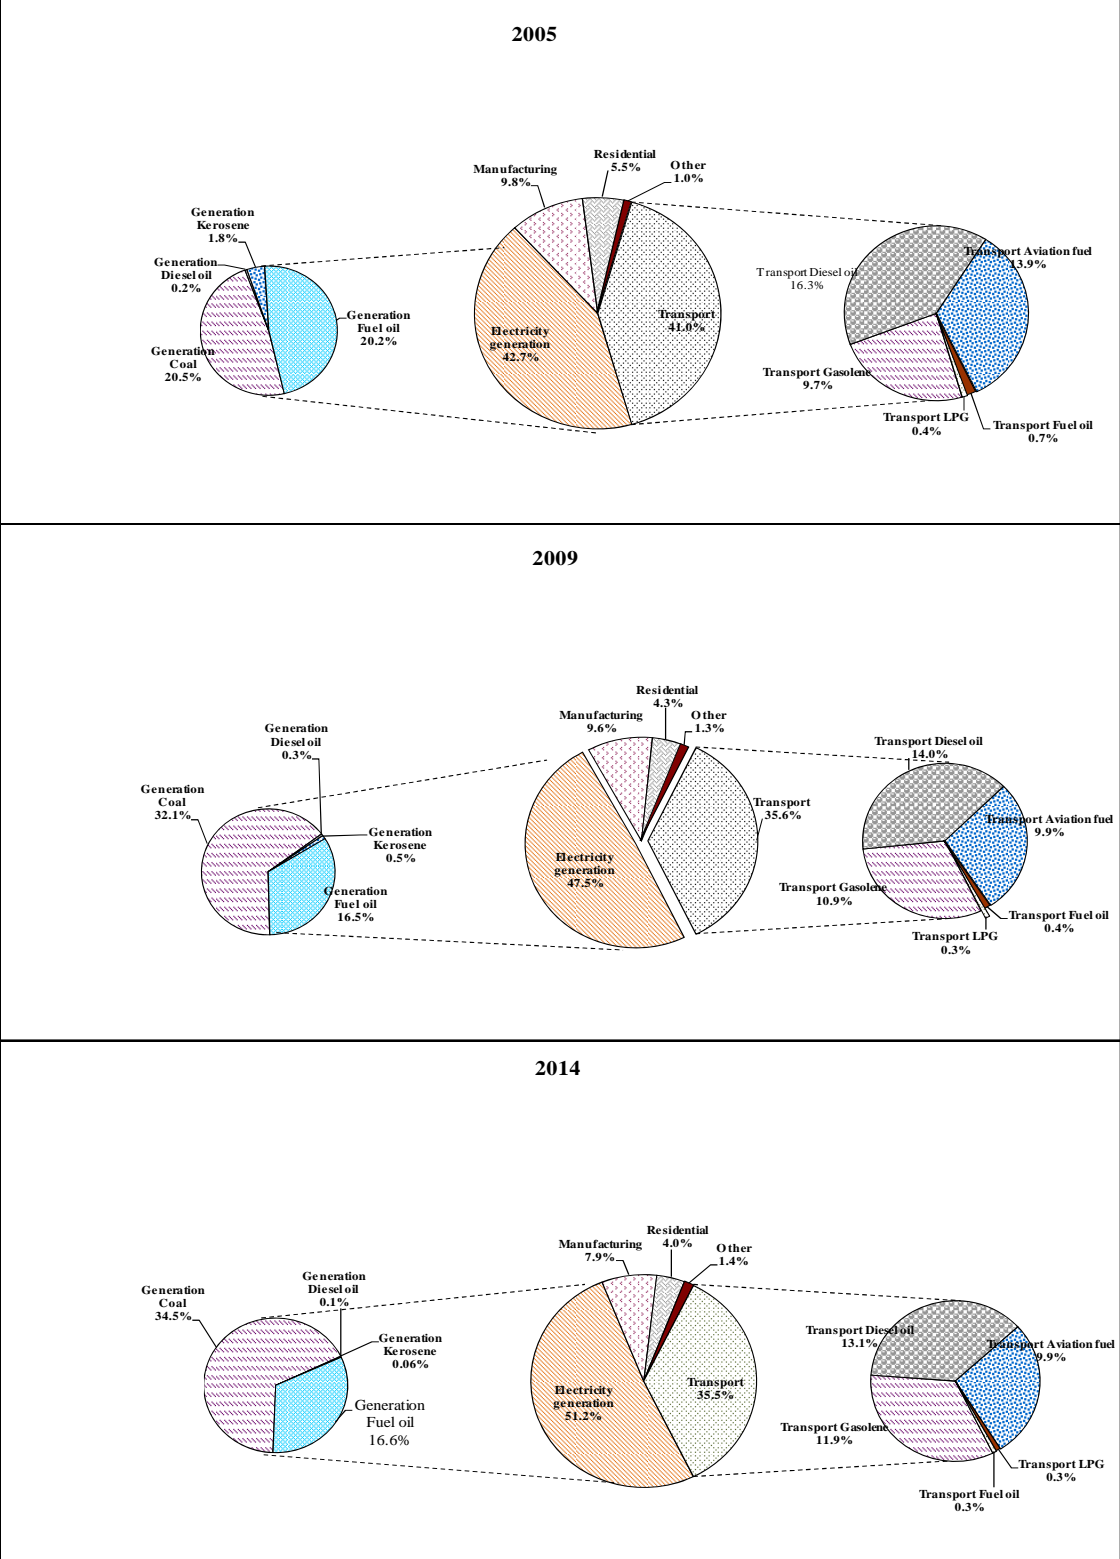 2005
Residential
5.5%
Other
1.0%
Manufacturing
9.8%
Generation
Kerosene
1.8%
Generation
Diesel oil
0.2%
Generation
Fuel oil
20.2%
Generation
Coal
20.5%
Electricity
generation
42.7%
Transport
41.0%
Transport Aviation fuel
13.9%
Transport Diesel oil
16.3%
Transport Gasolene
9.7%
Transport LPG
0.4%
Transport Fuel oil
0.7%
2009
Residential
4.3%
Manufacturing
9.6%
Other
1.3%
Generation
Diesel oil
0.3%
Generation
Coal
32.1%
Generation
Kerosene
0.5%
Generation
Fuel oil
16.5%
Electricity
generation
47.5%
Transport
35.6%
Transport Diesel oil
14.0%
Transport Aviation fuel
9.9%
Transport Gasolene
10.9%
Transport Fuel oil
0.4%
Transport LPG
0.3%
2014
Residential
4.0%
Manufacturing
7.9%
Other
1.4%
Generation
Diesel oil
0.1%
Generation
Coal
34.5%
Generation
Kerosene
0.06%
Generation
Fuel oil
16.6%
Electricity
generation
51.2%
Transport
35.5%
Transport Diesel oil
13.1%
Transport Aviation fuel
9.9%
Transport Gasolene
11.9%
Transport LPG
0.3%
Transport Fuel oil
0.3%